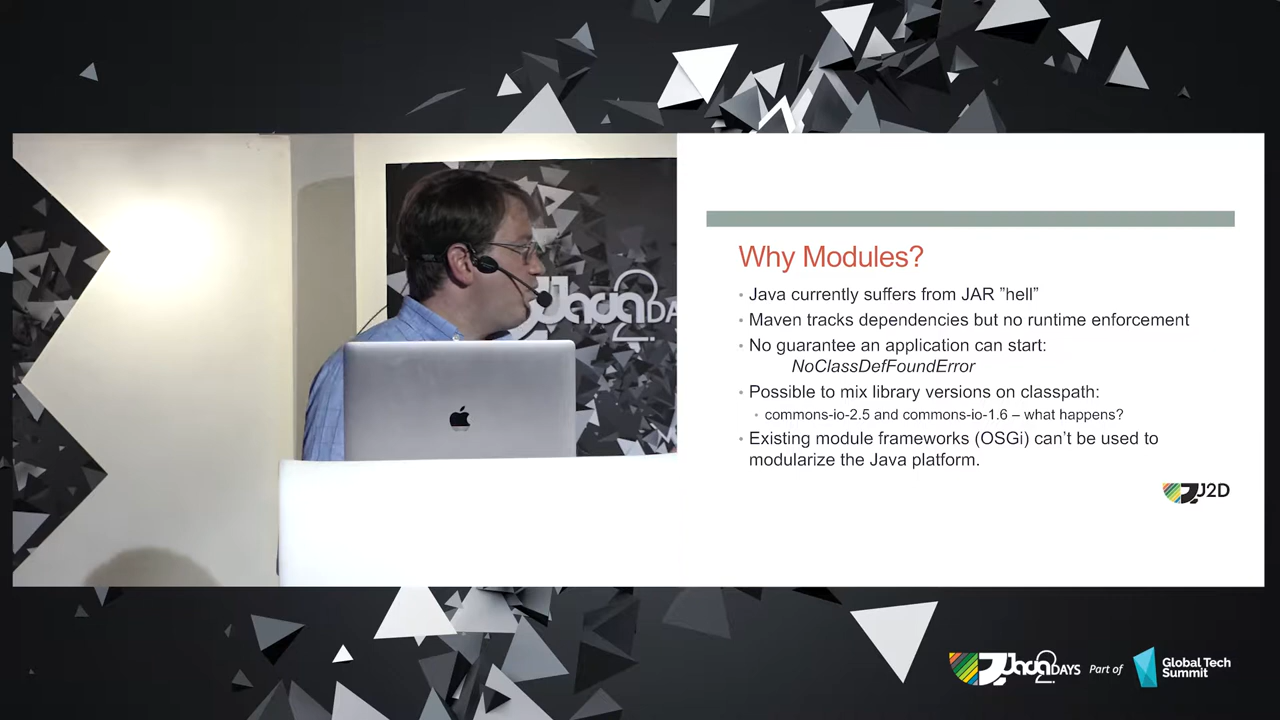 Why Modules?
• Java currently suffers from JAR ”hell”
• Maven tracks dependencies but no runtime enforcement
• No guarantee an application can start:
NoClassDefFoundError
• Possible to mix library versions on classpath:
• commons-io-2.5 and commons-io-1.6 – what happens?
• Existing module frameworks (OSGi) can’t be used to
modularize the Java platform.
J2D
Java2DAYS
Java2DAYS Part of Global Tech
Summit